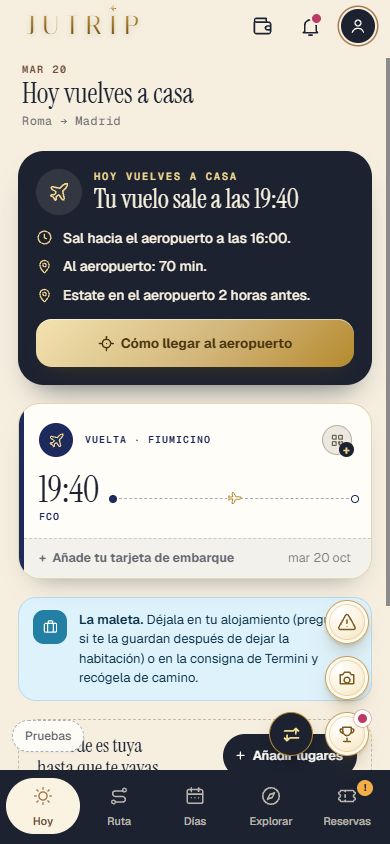 JUTRIP
MAR 20
Hoy vuelves a casa
Roma → Madrid
HOY VUELVES A CASA
Tu vuelo sale a las 19:40
Sal hacia el aeropuerto a las 16:00.
Al aeropuerto: 70 min.
Estate en el aeropuerto 2 horas antes.
Cómo llegar al aeropuerto
VUELTA · FIUMICINO
19:40
FCO
+ Añade tu tarjeta de embarque
mar 20 oct
La maleta. Déjala en tu alojamiento
si te la guardan después de dejar la
habitación) o en la consigna de Termini y
recógela de camino.
Pruebas
de es tuya
+ Añadir lugares
hasta que te vayas
Hoy
Ruta
Días
Explorar
!
Reservas